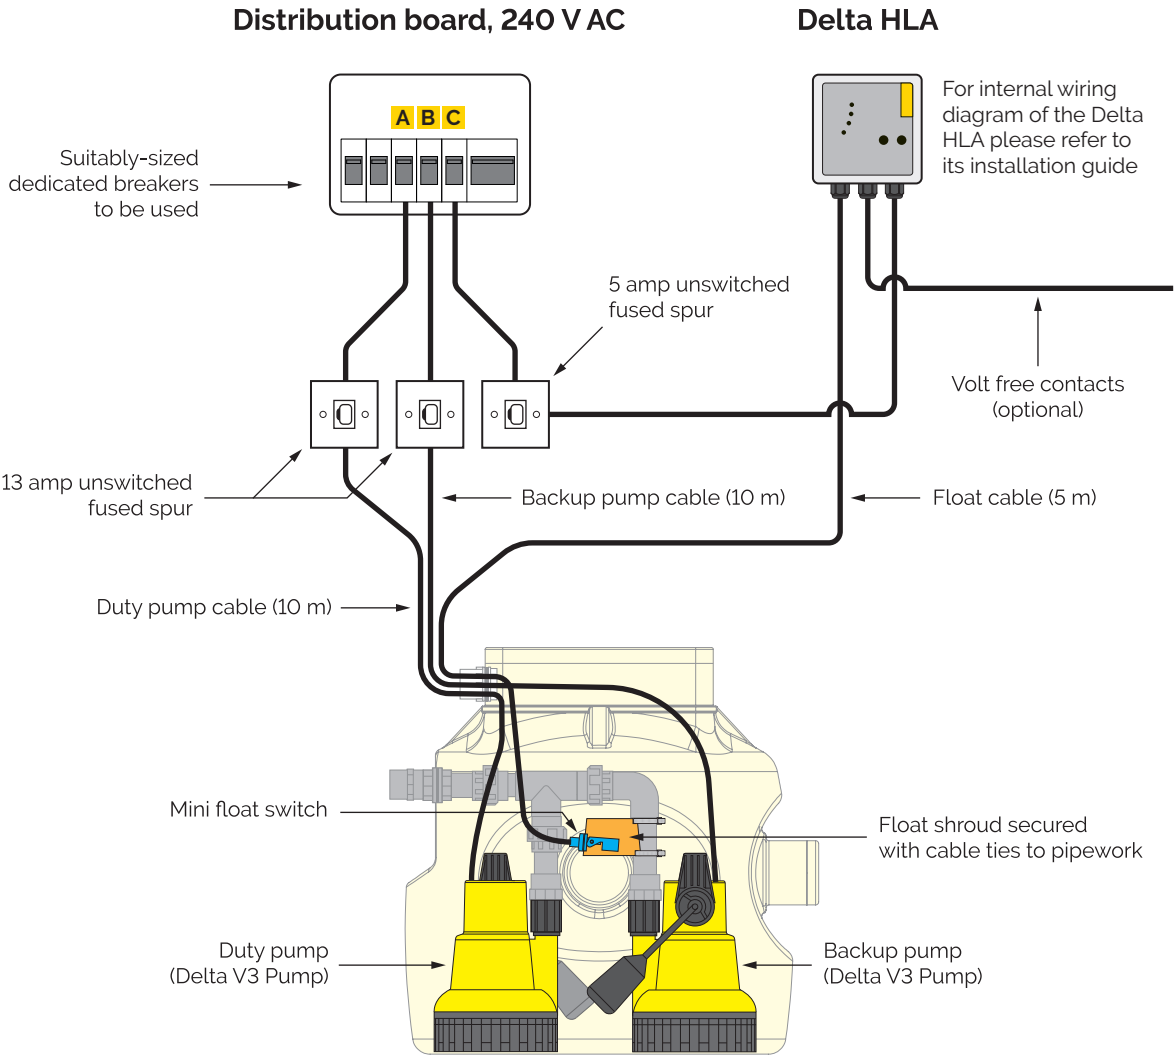 Distribution board, 240 V AC
Delta HLA
For internal wiring
diagram of the Delta
HLA please refer to
its installation guide
A B C
Suitably-sized
dedicated breakers
to be used
5 amp unswitched
fused spur
Volt free contacts
(optional)
13 amp unswitched
fused spur
Backup pump cable (10 m)
Float cable (5 m)
Duty pump cable (10 m)
Mini float switch
Float shroud secured
with cable ties to pipework
Duty pump
(Delta V3 Pump)
Backup pump
(Delta V3 Pump)